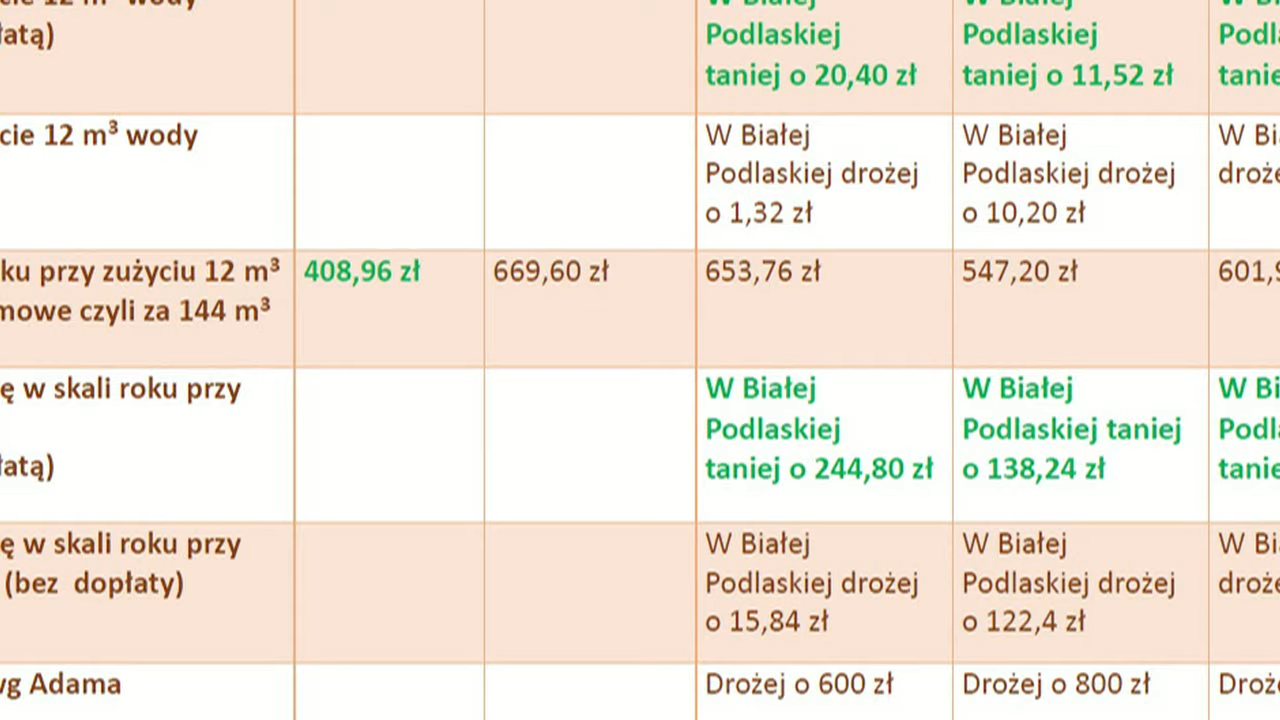 cie 12 m³ wody
łatą)
W Białej
Podlaskiej
taniej o 20,40 zł
W Białej
Podlaskiej
taniej o 11,52 zł
cie 12 m³ wody
W Białej
Podlaskiej drożej
o 1,32 zł
W Białej
Podlaskiej drożej
o 10,20 zł
ku przy zużyciu 12 m³
mowe czyli za 144 m³
408,96 zł
669,60 zł
653,76 zł
547,20 zł
601,9
ę w skali roku przy
łatą)
W Białej
Podlaskiej
taniej o 244,80 zł
W Białej
Podlaskiej taniej
o 138,24 zł
ę w skali roku przy
(bez dopłaty)
W Białej
Podlaskiej drożej
o 15,84 zł
W Białej
Podlaskiej drożej
o 122,4 zł
wg Adama
Drożej o 600 zł
Drożej o 800 zł